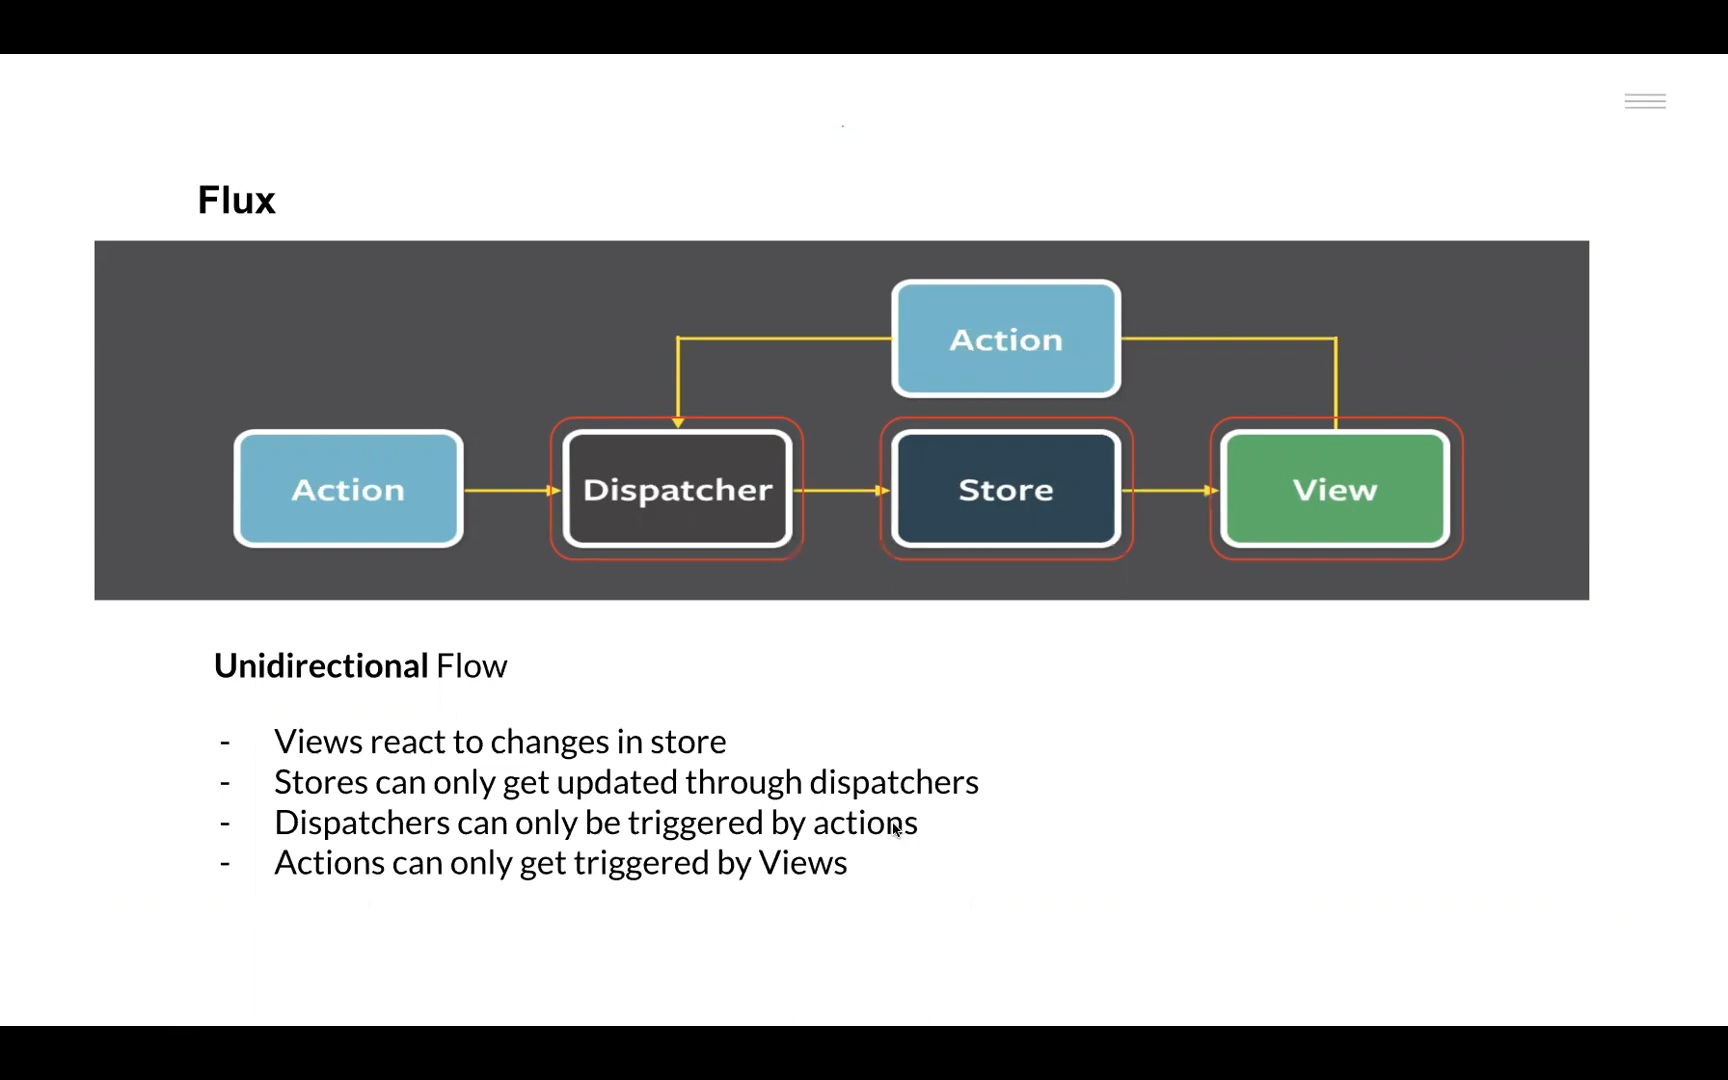 Flux
Action
Action
Dispatcher
Store
View
Unidirectional Flow
- Views react to changes in store
- Stores can only get updated through dispatchers
- Dispatchers can only be triggered by actions
- Actions can only get triggered by Views